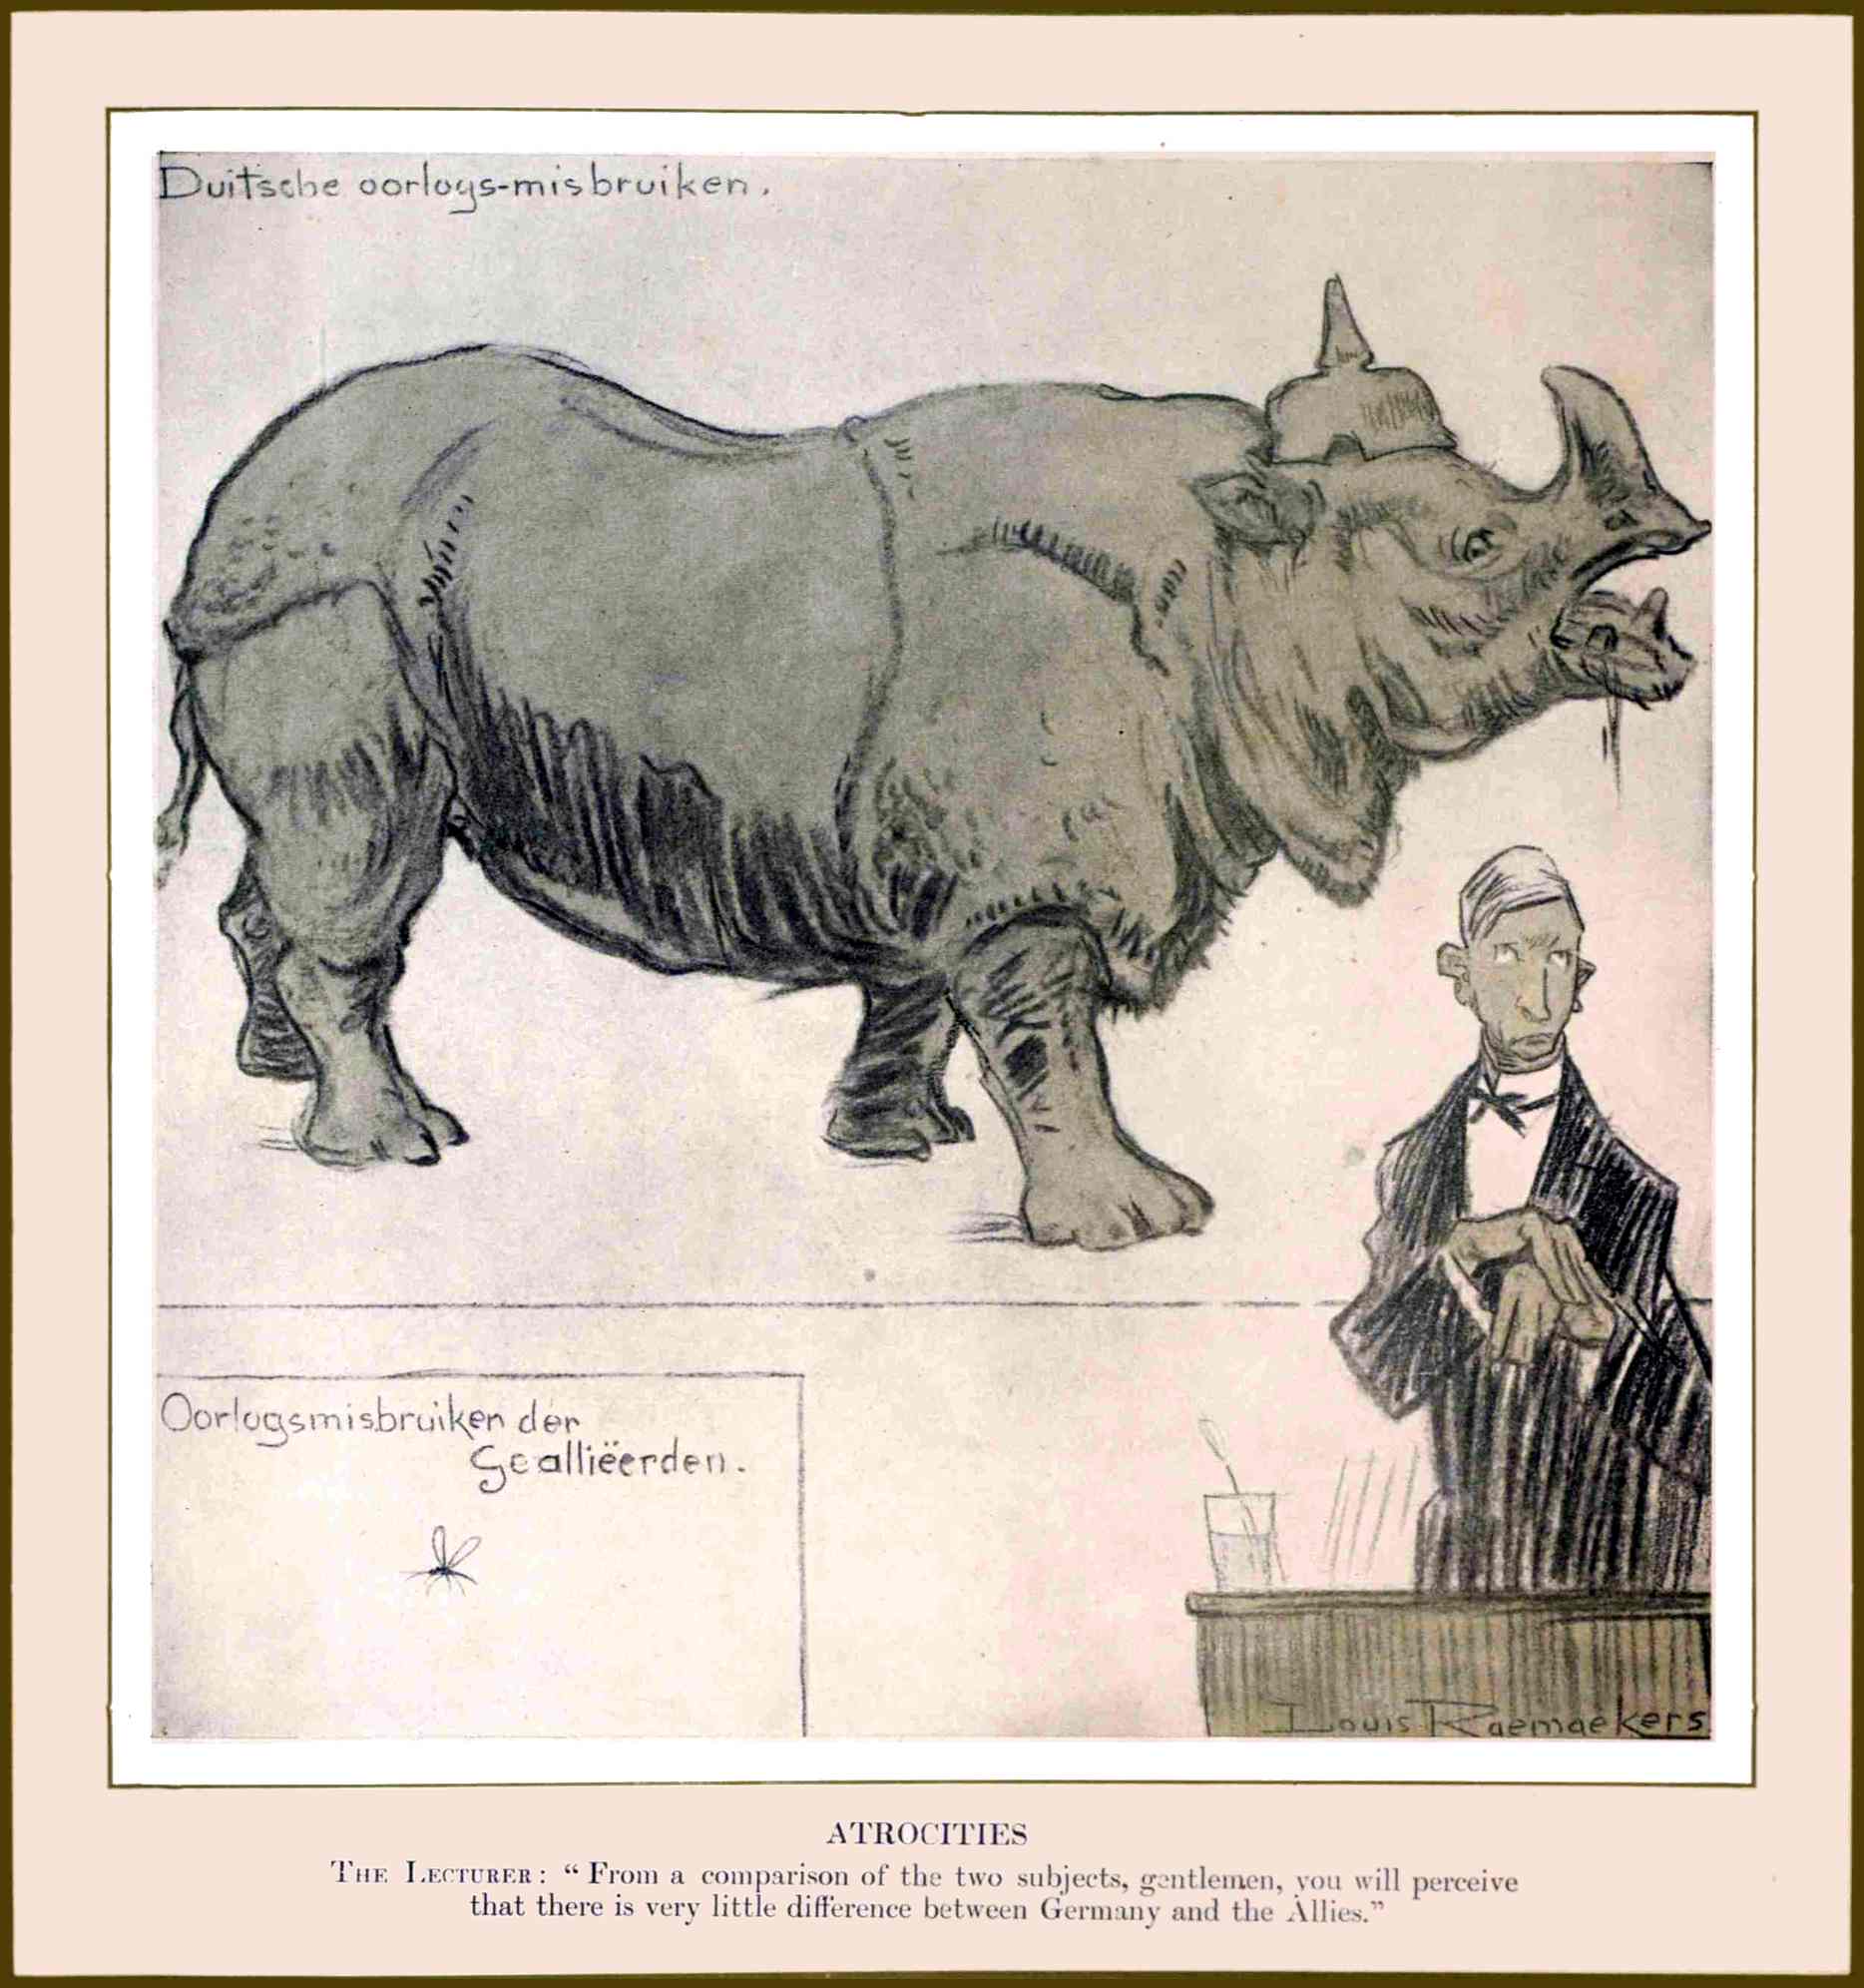 Duitsche oorlogs-misbruiken.
Oorlogsmisbruiken der
Gealliëerden.
Louis Raemaekers
ATROCITIES
THE LECTURER: “ From a comparison of the two subjects, gentlemen, you will perceive
that there is very little difference between Germany and the Allies.”